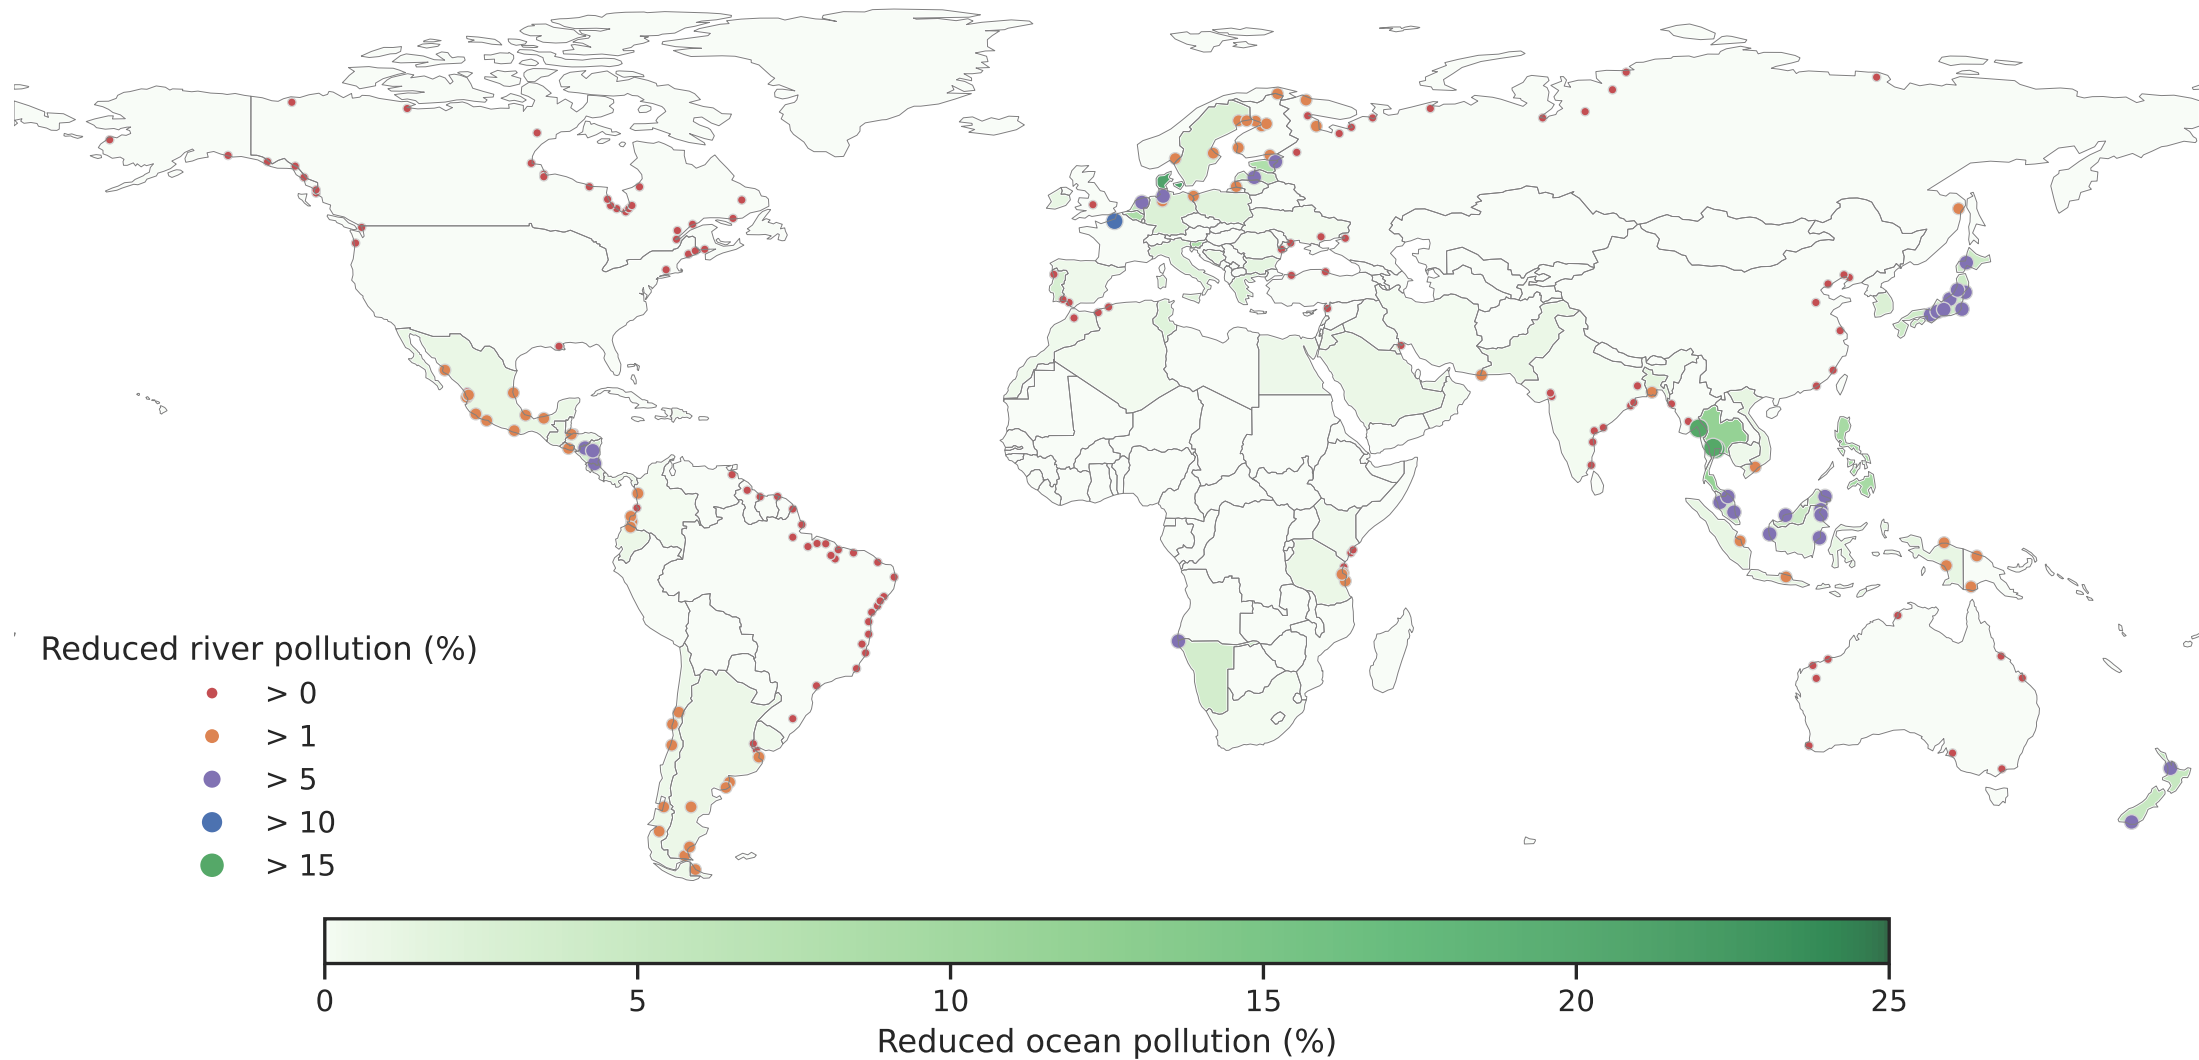 Reduced river pollution (%)
> 0
> 1
> 5
> 10
> 15
0 5 10 15 20 25
Reduced ocean pollution (%)